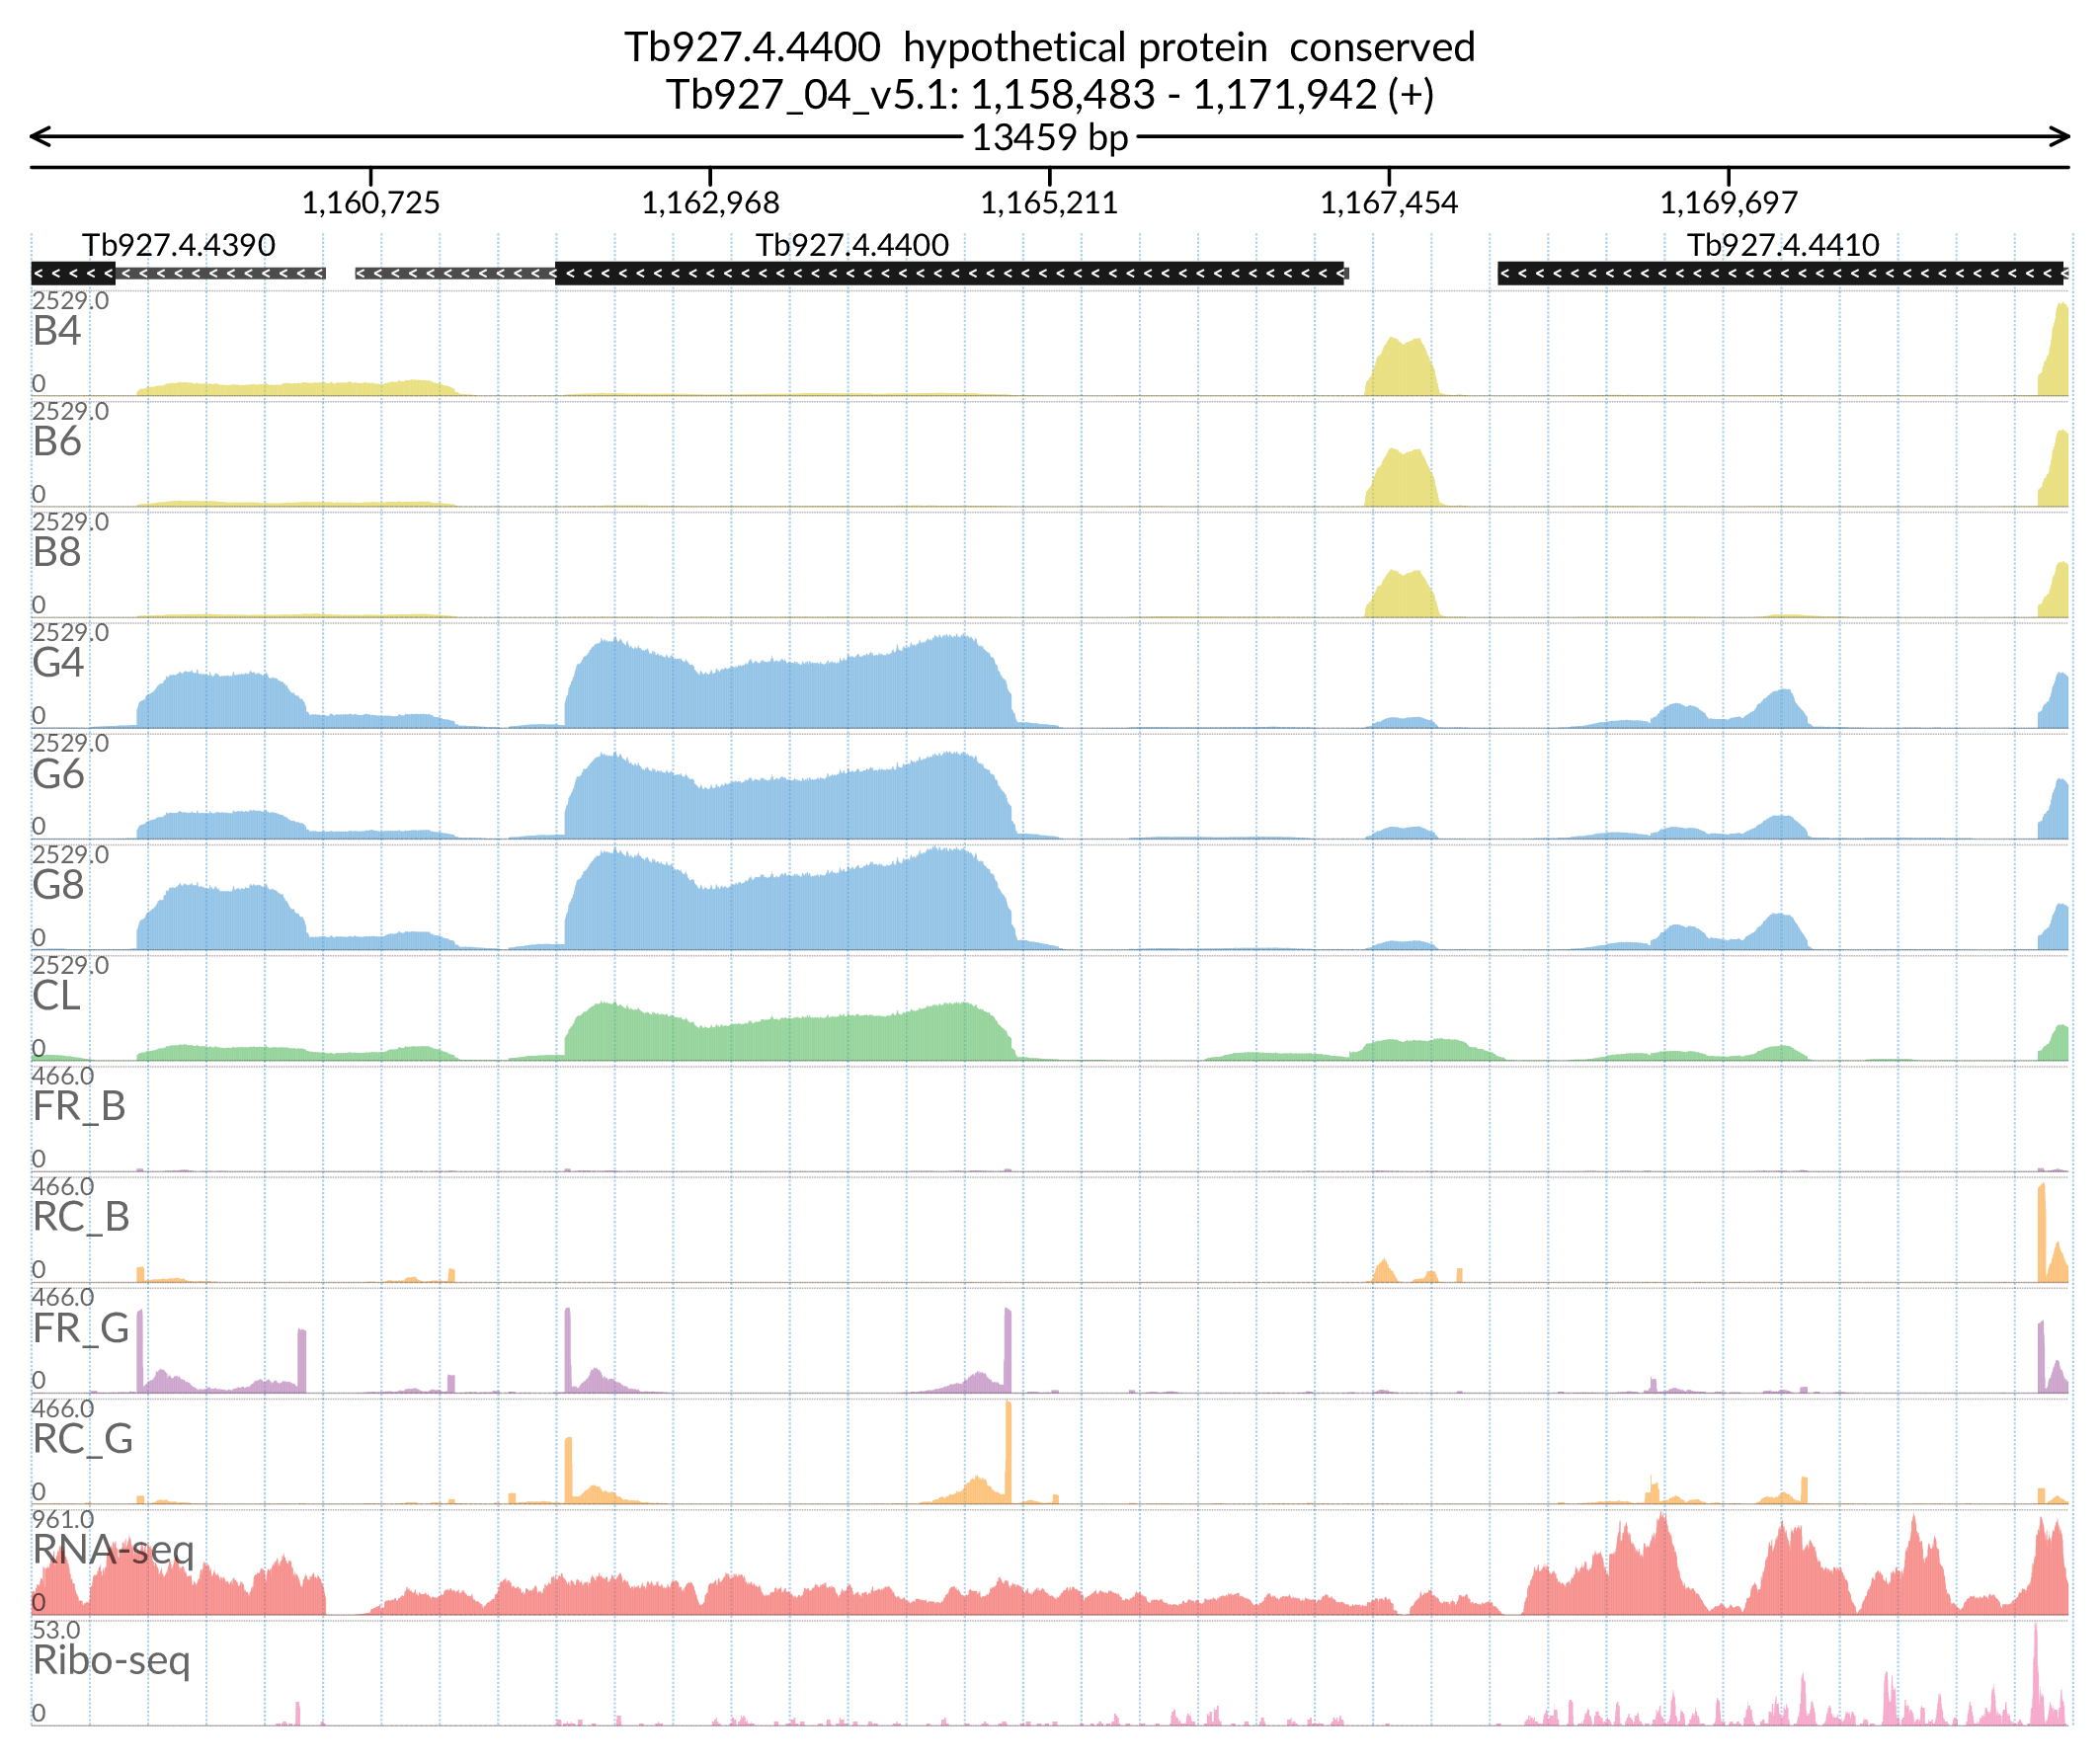 Tb927.4.4400 hypothetical protein conserved
Tb927_04_v5.1: 1,158,483 - 1,171,942 (+)
13459 bp
1,160,725 1,162,968 1,165,211 1,167,454 1,169,697
Tb927.4.4390 Tb927.4.4400 Tb927.4.4410
2529.0
B4
0
2529.0
B6
0
2529.0
B8
0
2529.0
G4
0
2529.0
G6
0
2529.0
G8
0
2529.0
CL
0
466.0
FR_B
0
466.0
RC_B
0
466.0
FR_G
0
466.0
RC_G
0
961.0
RNA-seq
0
53.0
Ribo-seq
0